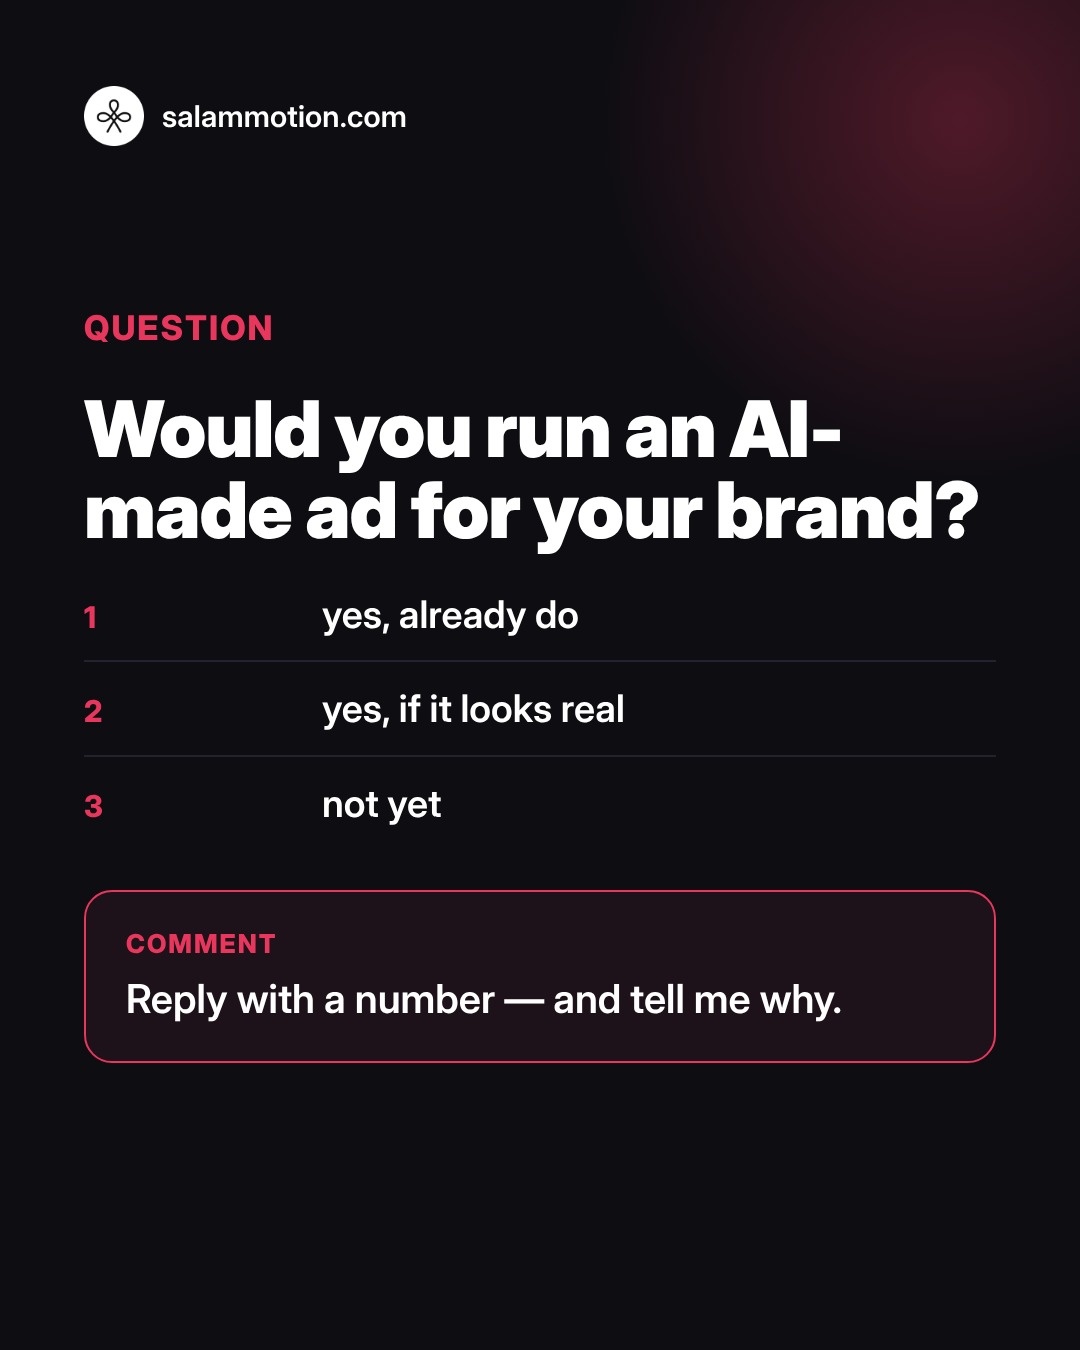 salammotion.com
QUESTION
Would you run an AI-
made ad for your brand?
1 yes, already do
2 yes, if it looks real
3 not yet
COMMENT
Reply with a number — and tell me why.